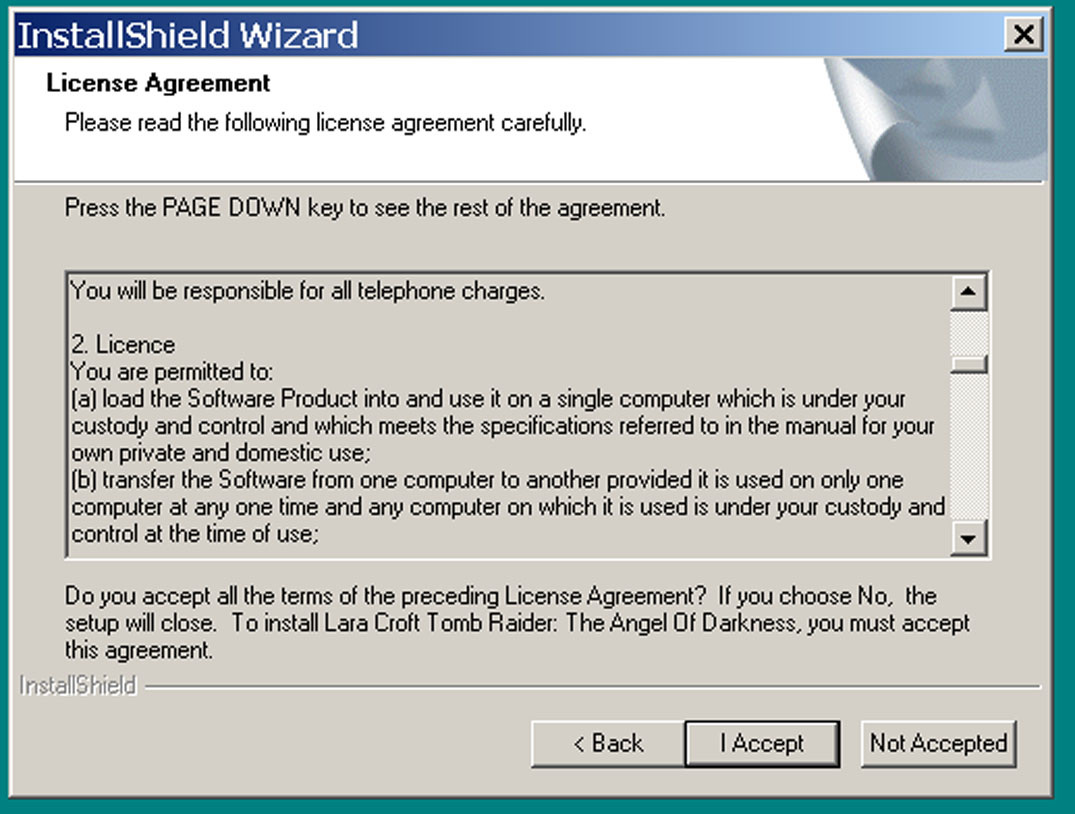 InstallShield Wizard
License Agreement
Please read the following license agreement carefully.
Press the PAGE DOWN key to see the rest of the agreement.
You will be responsible for all telephone charges.
2. Licence
You are permitted to:
(a) load the Software Product into and use it on a single computer which is under your
custody and control and which meets the specifications referred to in the manual for your
own private and domestic use;
(b) transfer the Software from one computer to another provided it is used on only one
computer at any one time and any computer on which it is used is under your custody and
control at the time of use;
Do you accept all the terms of the preceding License Agreement? If you choose No, the
setup will close. To install Lara Croft Tomb Raider: The Angel Of Darkness, you must accept
this agreement.
InstallShield
< Back
I Accept
Not Accepted